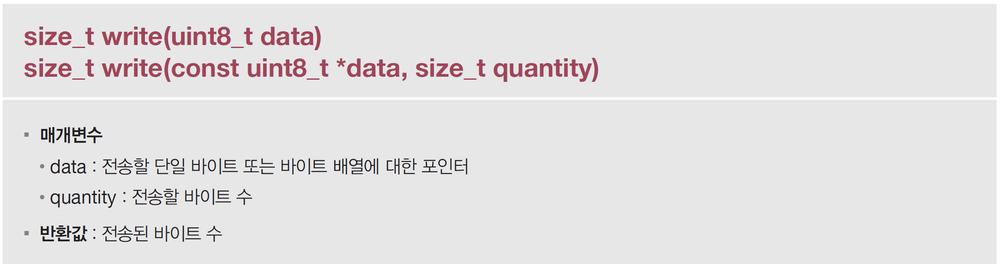 size_t write(uint8_t data)
size_t write(const uint8_t *data, size_t quantity)
▪ 매개변수
• data : 전송할 단일 바이트 또는 바이트 배열에 대한 포인터
• quantity : 전송할 바이트 수
▪ 반환값 : 전송된 바이트 수